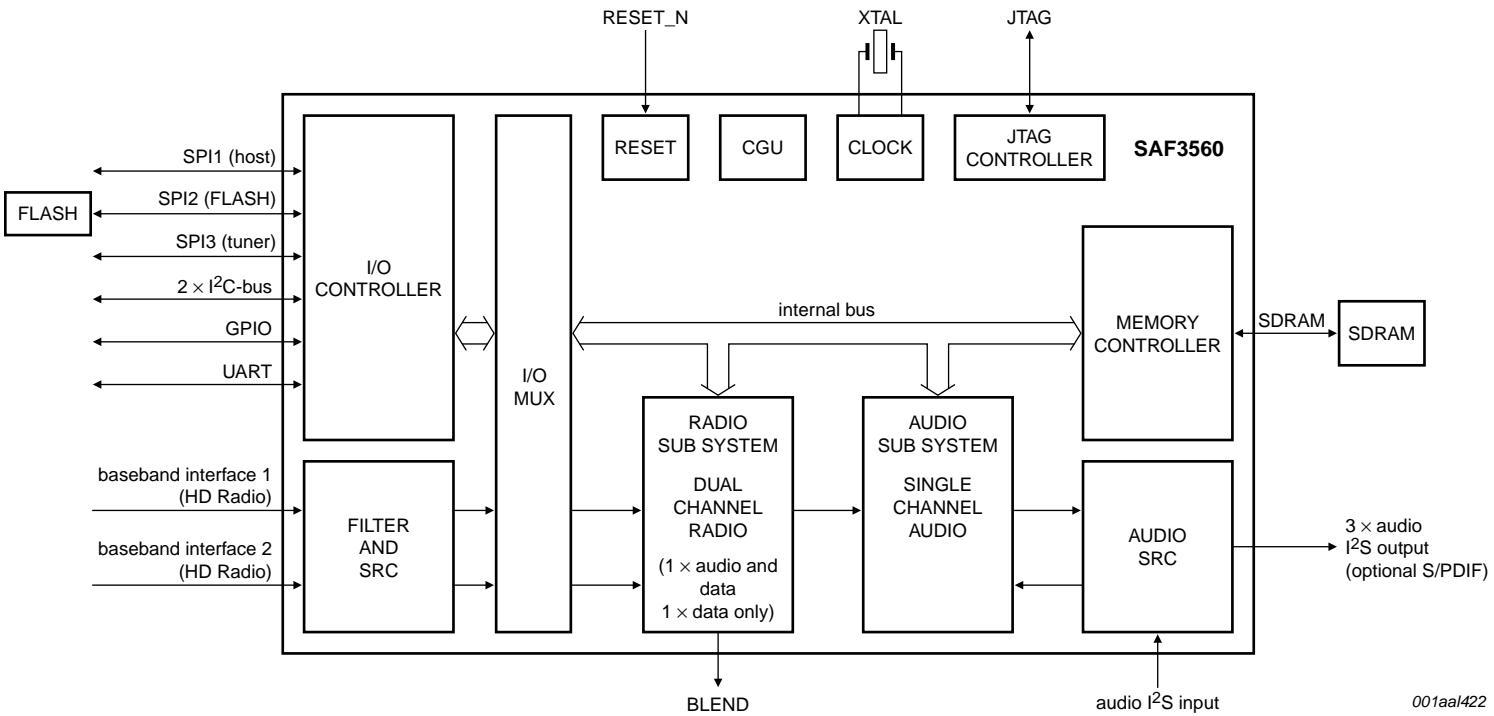 RESET_N
XTAL
JTAG
RESET
CGU
CLOCK
JTAG
CONTROLLER
SAF3560
SPI1 (host)
SPI2 (FLASH)
FLASH
SPI3 (tuner)
2 × I2C-bus
GPIO
UART
I/O
CONTROLLER
I/O
MUX
internal bus
MEMORY
CONTROLLER
SDRAM
SDRAM
baseband interface 1
(HD Radio)
baseband interface 2
(HD Radio)
FILTER
AND
SRC
RADIO
SUB SYSTEM
DUAL
CHANNEL
RADIO
(1 × audio and
data
1 × data only)
AUDIO
SUB SYSTEM
SINGLE
CHANNEL
AUDIO
AUDIO
SRC
3 × audio
I2S output
(optional S/PDIF)
BLEND
audio I2S input
001aal422